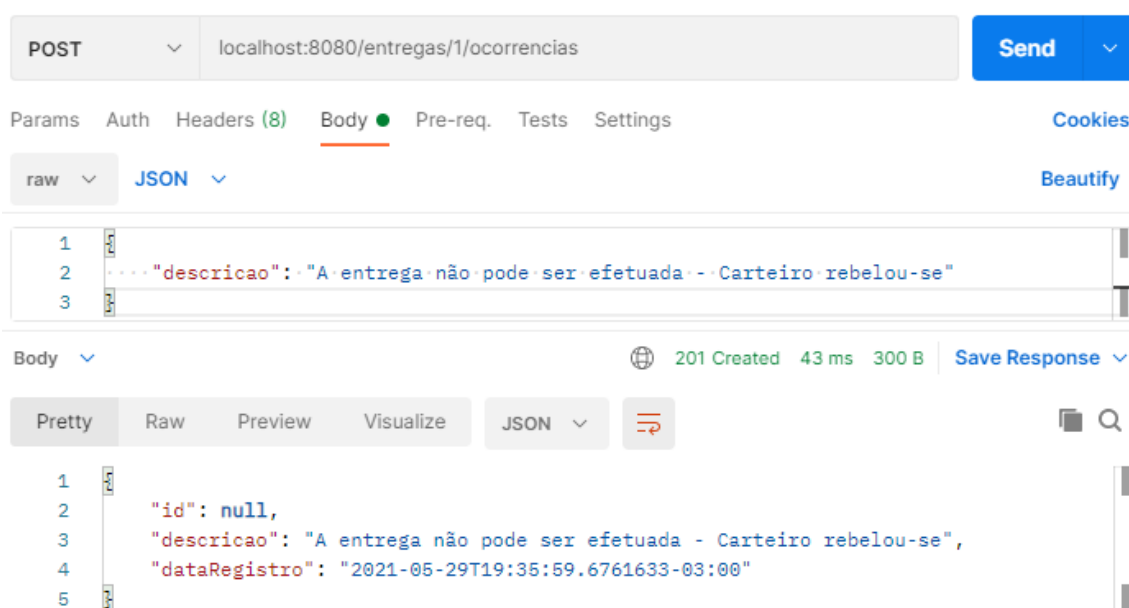 POST localhost:8080/entregas/1/ocorrencias Send
Params Auth Headers (8) Body Pre-req. Tests Settings Cookies
raw JSON Beautify
1 {
2 "descricao": "A entrega não pode ser efetuada - Carteiro rebelou-se"
3 }
Body 201 Created 43 ms 300 B Save Response
Pretty Raw Preview Visualize JSON
1 {
2 "id": null,
3 "descricao": "A entrega não pode ser efetuada - Carteiro rebelou-se",
4 "dataRegistro": "2021-05-29T19:35:59.6761633-03:00"
5 }